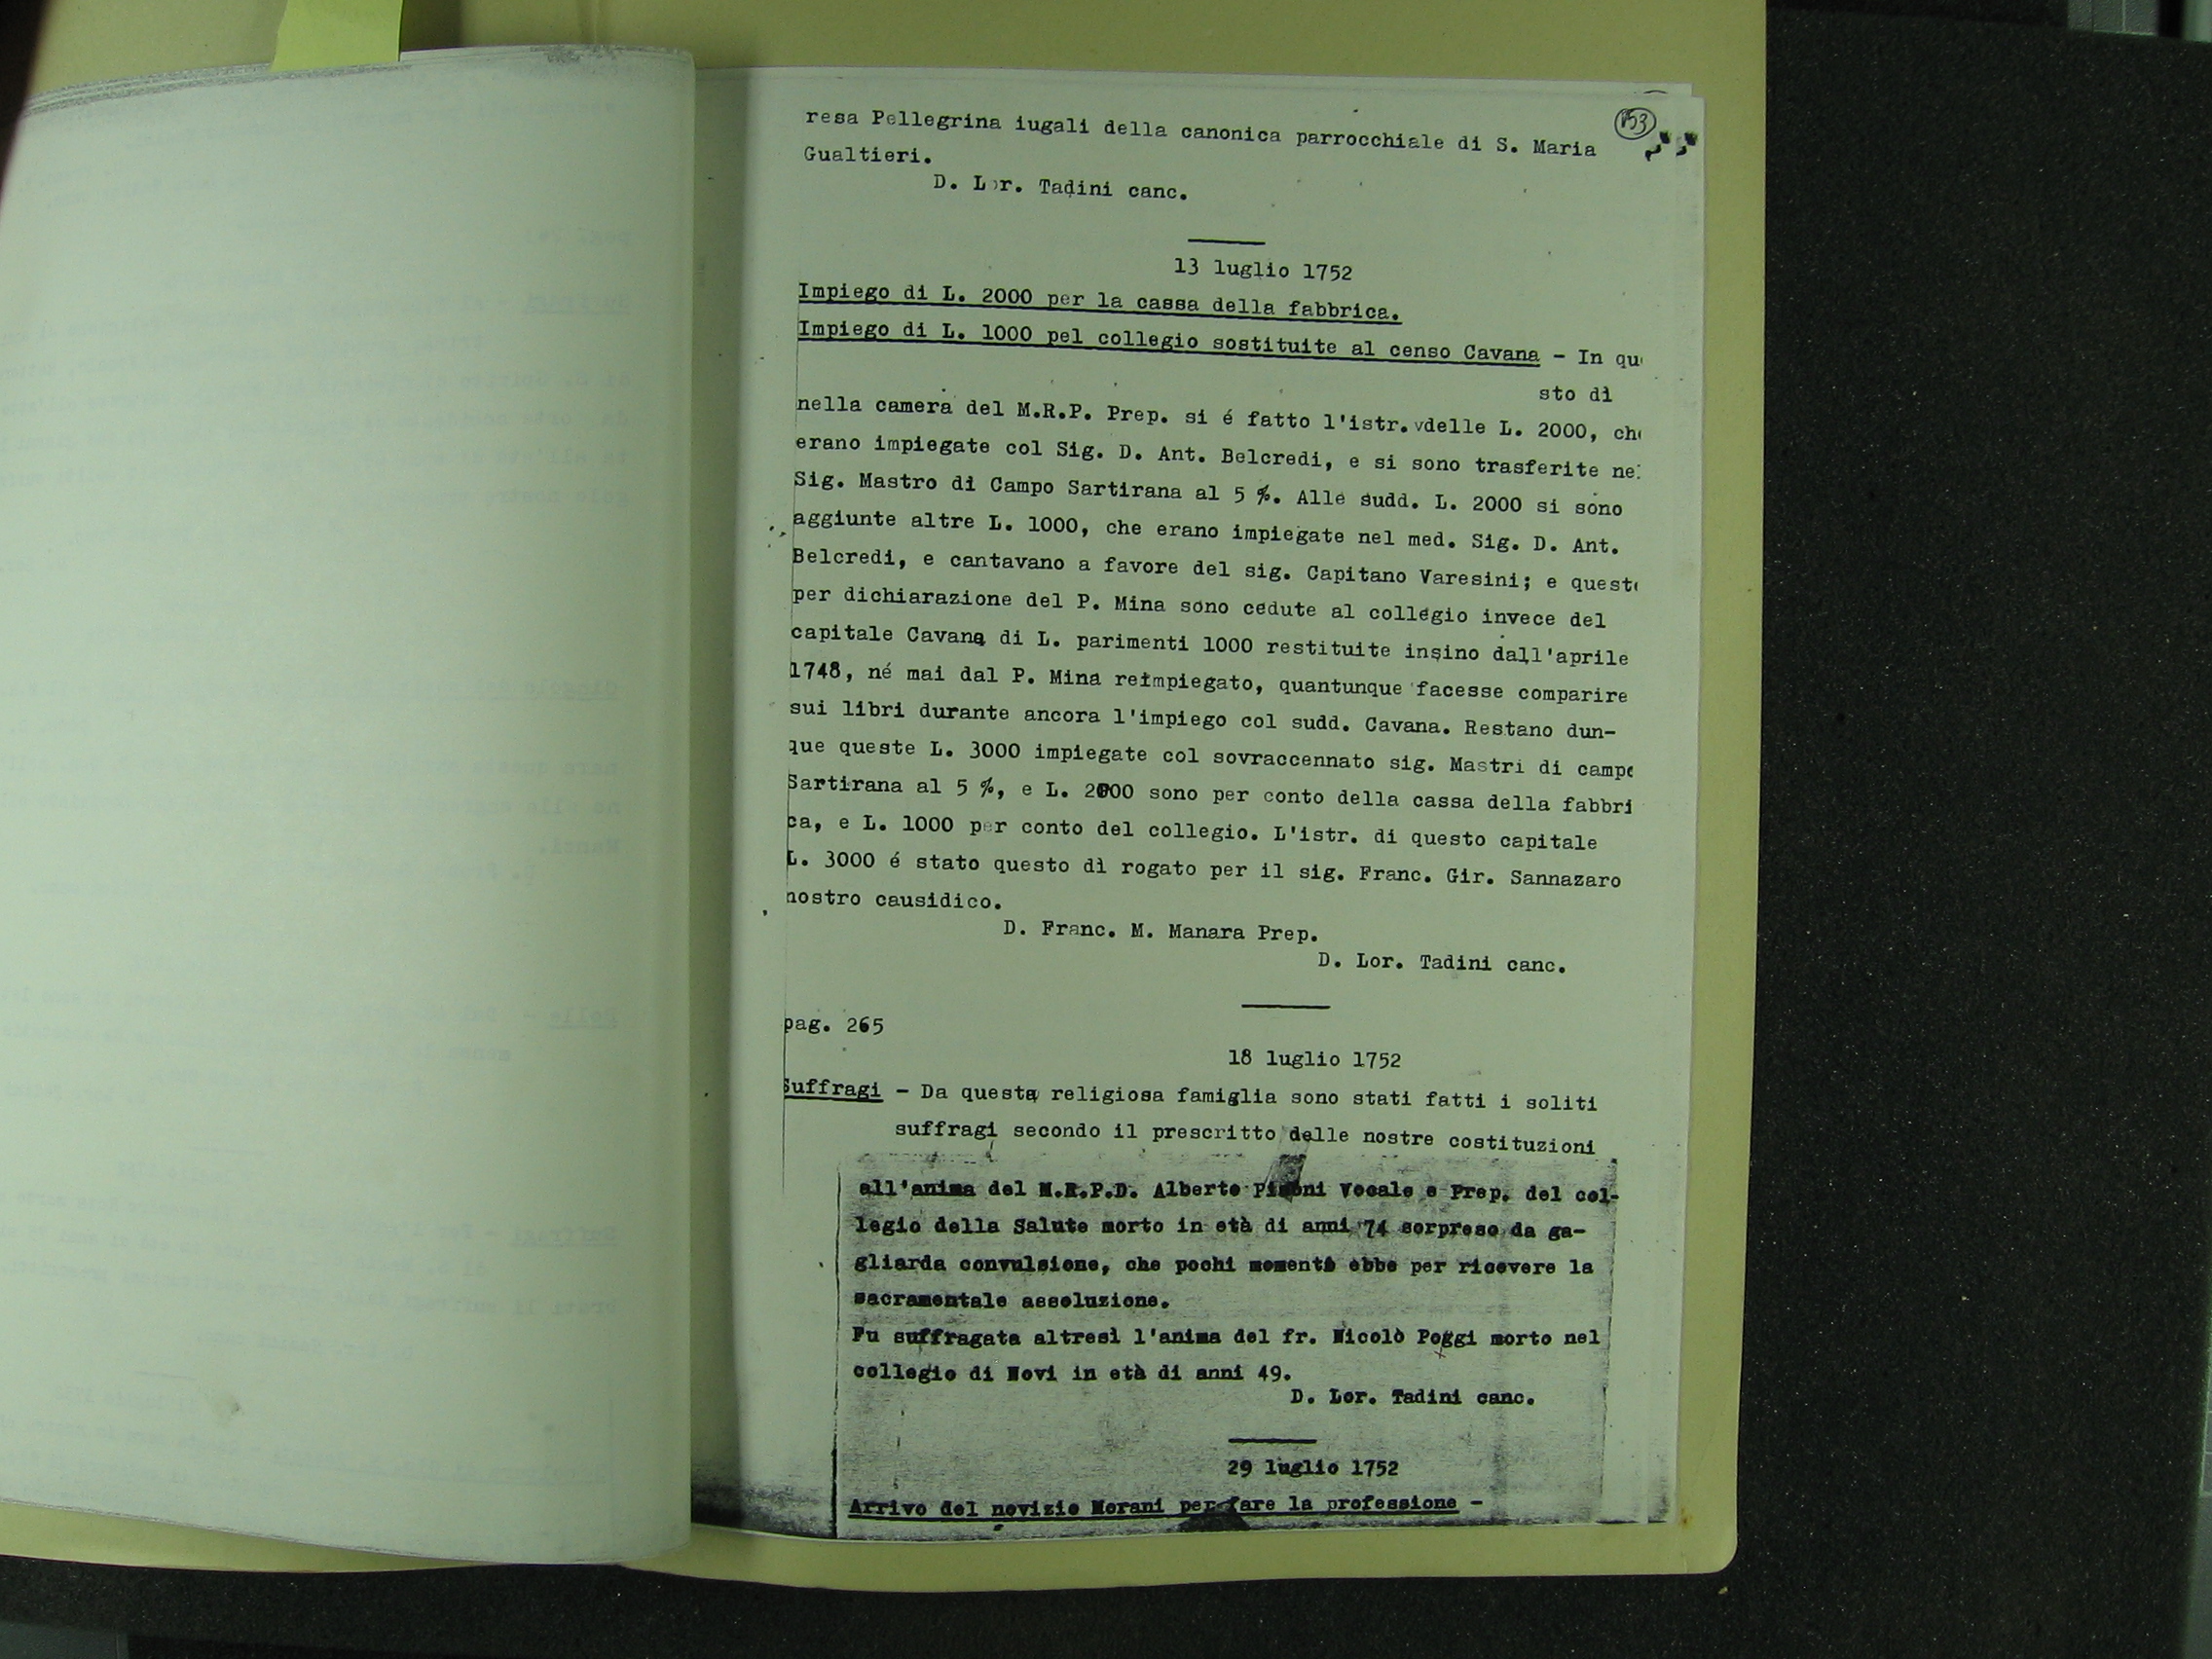 153
resa Pellegrina iugali della canonica parrocchiale di S. Maria
Gualtieri.
D. Lor. Tadini canc.
13 luglio 1752
Impiego di L. 2000 per la cassa della fabbrica.
Impiego di L. 1000 pel collegio sostituite al censo Cavana - In qu
sto dì
nella camera del M.R.P. Prep. si é fatto l'istr. delle L. 2000, che
erano impiegate col Sig. D. Ant. Belcredi, e si sono trasferite nel
Sig. Mastro di Campo Sartirana al 5 %. Alle sudd. L. 2000 si sono
aggiunte altre L. 1000, che erano impiegate nel med. Sig. D. Ant.
Belcredi, e cantavano a favore del sig. Capitano Varesini; e queste
per dichiarazione del P. Mina sono cedute al collegio invece del
capitale Cavana di L. parimenti 1000 restituite insino dall'aprile
1748, né mai dal P. Mina reimpiegato, quantunque facesse comparire
sui libri durante ancora l'impiego col sudd. Cavana. Restano dun-
que queste L. 3000 impiegate col sovraccennato sig. Mastri di campo
Sartirana al 5 %, e L. 2000 sono per conto della cassa della fabbri
ca, e L. 1000 per conto del collegio. L'istr. di questo capitale
L. 3000 é stato questo dì rogato per il sig. Franc. Gir. Sannazaro
nostro causidico.
D. Franc. M. Manara Prep.
D. Lor. Tadini canc.
pag. 265
18 luglio 1752
Suffragi - Da questa religiosa famiglia sono stati fatti i soliti
suffragi secondo il prescritto delle nostre costituzioni
all'anima del M.R.P.D. Alberto Pisoni Vocale e Prep. del col-
legio della Salute morto in età di anni 74 sorpreso da ga-
gliarda convulsione, che pochi momenti ebbe per ricevere la
sacramentale assoluzione.
Fu suffragata altresì l'anima del fr. Nicolò Poggi morto nel
collegio di Novi in età di anni 49.
D. Lor. Tadini canc.
29 luglio 1752
Arrivo del novizio Morani per fare la professione -